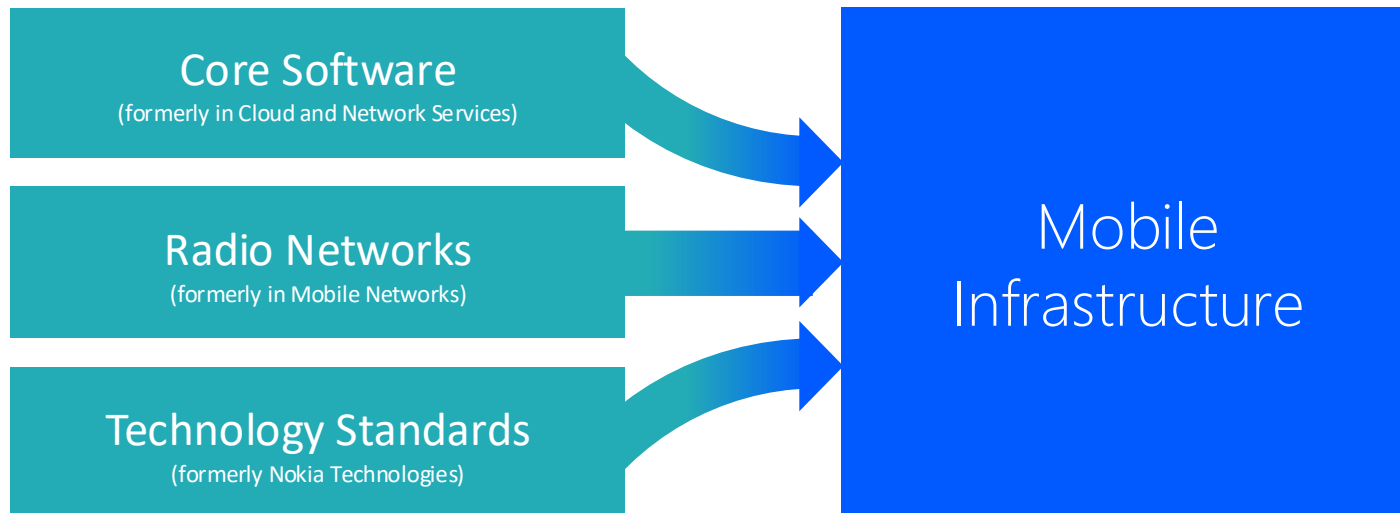 Core Software
(formerly in Cloud and Network Services)
Radio Networks
(formerly in Mobile Networks)
Technology Standards
(formerly Nokia Technologies)
Mobile
Infrastructure